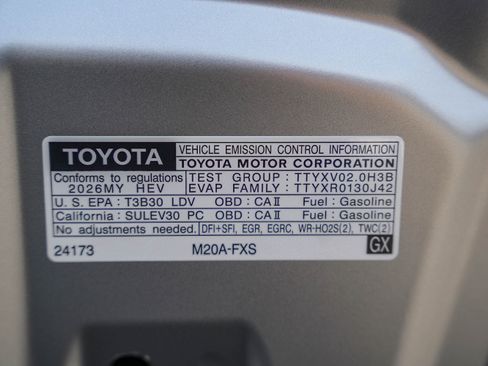 TOYOTA VEHICLE EMISSION CONTROL INFORMATION
TOYOTA MOTOR CORPORATION
Conforms to regulations TEST GROUP : TTYXV02.0H3B
2026MY HEV EVAP FAMILY : TTYXR0130J42
U.S. EPA : T3B30 LDV OBD : CAⅡ Fuel : Gasoline
California : SULEV30 PC OBD : CAⅡ Fuel : Gasoline
No adjustments needed. DFI+SFI, EGR, EGRC, WR-HO2S(2), TWC(2)
24173 M20A-FXS GX